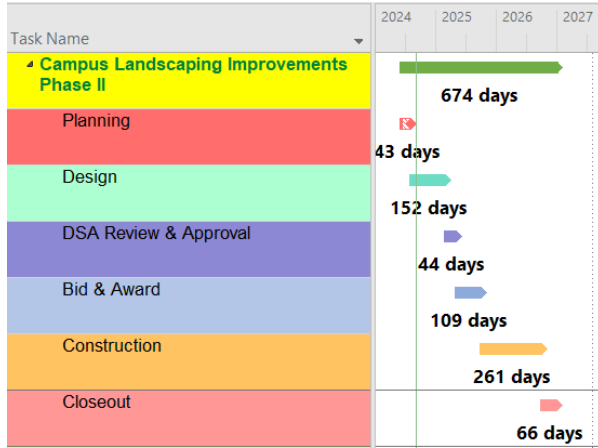 2024 2025 2026 2027
Task Name
Campus Landscaping Improvements
Phase II
674 days
Planning
43 days
Design
152 days
DSA Review & Approval
44 days
Bid & Award
109 days
Construction
261 days
Closeout
66 days